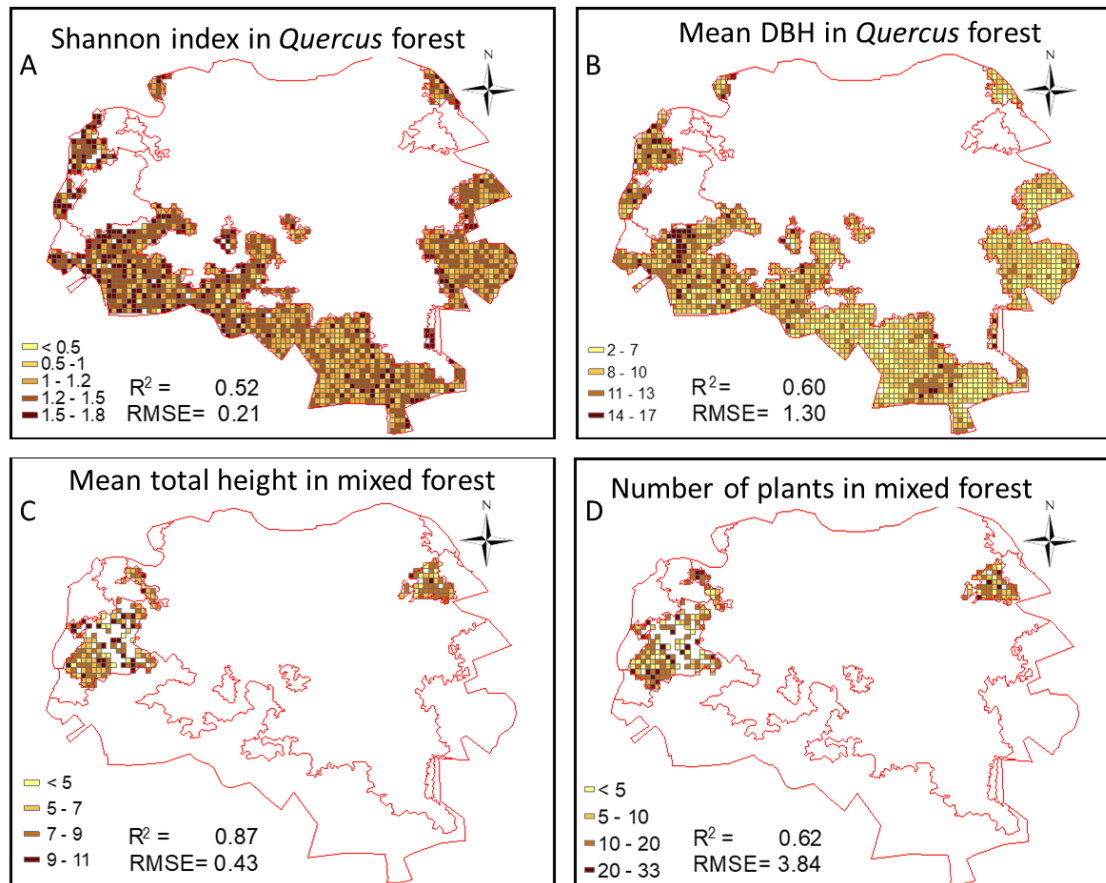 Shannon index in Quercus forest
A
N
< 0.5
0.5 -1
1 - 1.2
1.2 - 1.5
1.5 - 1.8
R² = 0.52
RMSE= 0.21
Mean DBH in Quercus forest
B
N
2 - 7
8 - 10
11 - 13
14 - 17
R² = 0.60
RMSE= 1.30
Mean total height in mixed forest
C
N
< 5
5 - 7
7 - 9
9 - 11
R² = 0.87
RMSE= 0.43
Number of plants in mixed forest
D
N
< 5
5 - 10
10 - 20
20 - 33
R² = 0.62
RMSE= 3.84